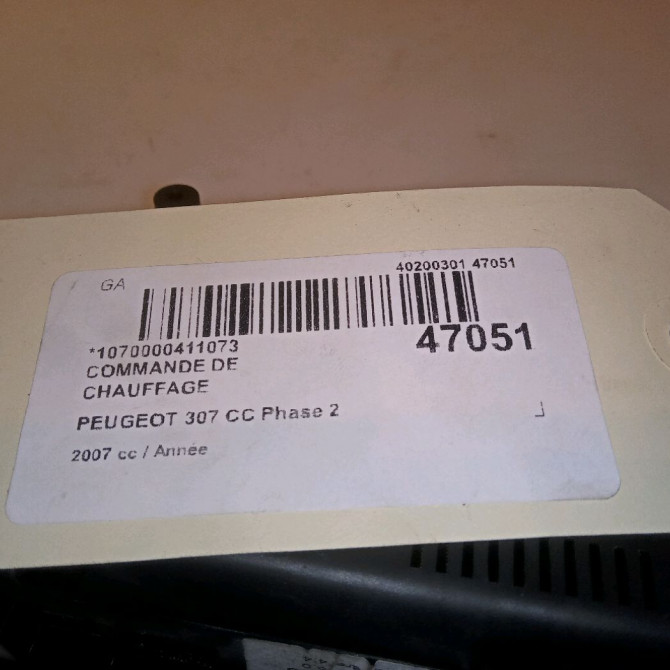 GA
40200301 47051
*1070000411073
47051
COMMANDE DE
CHAUFFAGE
PEUGEOT 307 CC Phase 2
2007 cc / Année